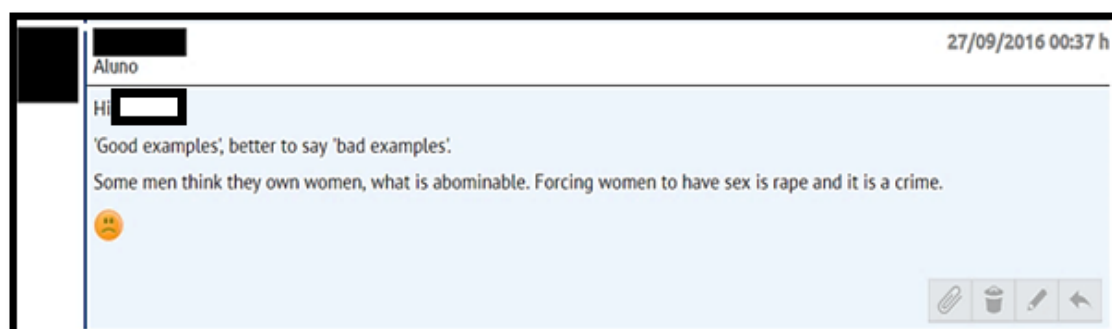 27/09/2016 00:37 h
Aluno
Hi
'Good examples', better to say 'bad examples'.
Some men think they own women, what is abominable. Forcing women to have sex is rape and it is a crime.